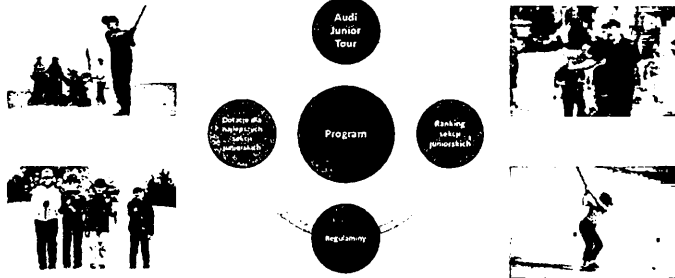 Audi
Junior
Tour
Dotacje dla
najlepszych
sekcji
juniorskich
Program
Ranking
sekcji
juniorskich
Regulaminy